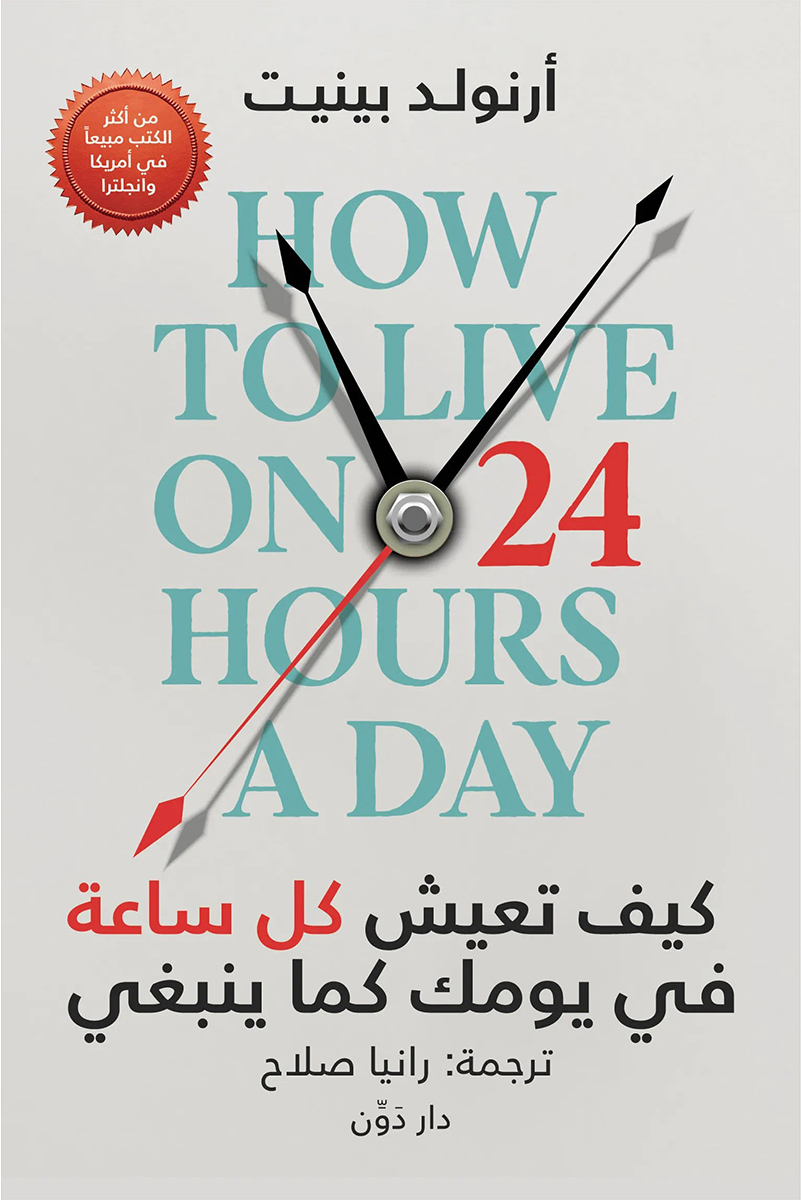 أرنولد بينيت
من أكثر
الكتب مبيعاً
في أمريكا
وانجلترا
HOW
TO LIVE
ON 24
HOURS
A DAY
كيف تعيش كل ساعة
في يومك كما ينبغي
ترجمة: رانيا صلاح
دار دَوِّن